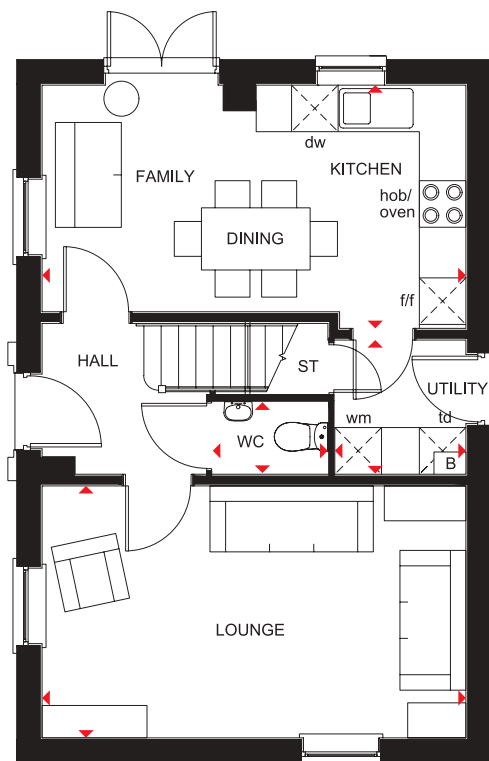 dw
KITCHEN
FAMILY
hob/
oven
DINING
f/f
HALL
ST
UTILITY
wm
td
WC
B
LOUNGE